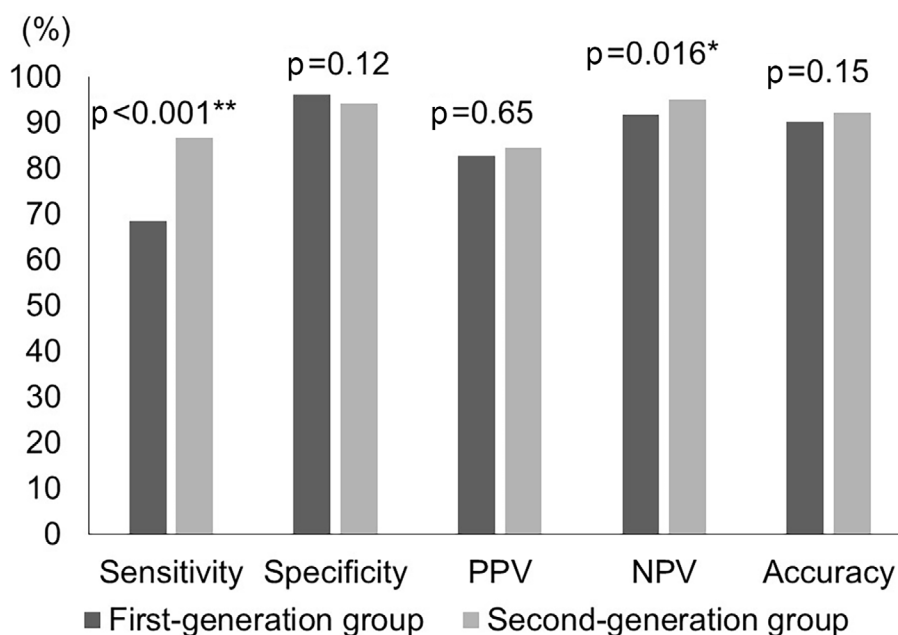 (%)
100
90
80
70
60
50
40
30
20
10
0
p<0.001**
p=0.12
p=0.65
p=0.016*
p=0.15
Sensitivity Specificity PPV NPV Accuracy
First-generation group Second-generation group